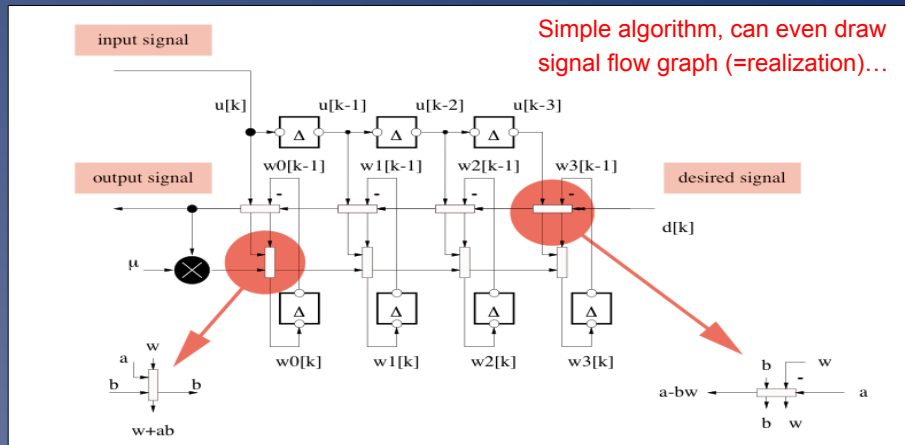 Simple algorithm, can even draw
signal flow graph (=realization)…
input signal
u[k]
u[k-1]
u[k-2]
u[k-3]
Δ
Δ
Δ
w0[k-1]
w1[k-1]
w2[k-1]
w3[k-1]
output signal
desired signal
-
-
-
-
d[k]
μ
Δ
Δ
Δ
Δ
w0[k]
w1[k]
w2[k]
w3[k]
w
a
b
b
w+ab
b
w
-
a-bw
a
b
w